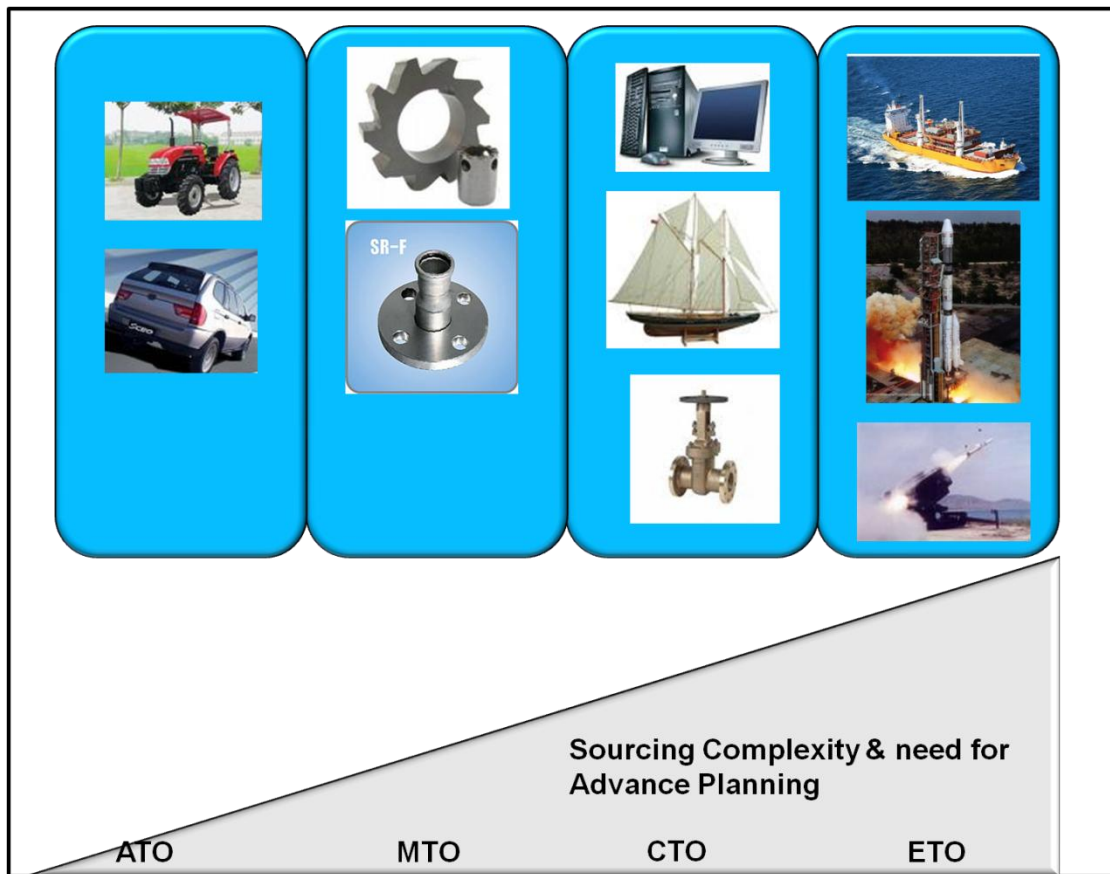 SR-F
Sourcing Complexity & need for
Advance Planning
ATO
MTO
CTO
ETO